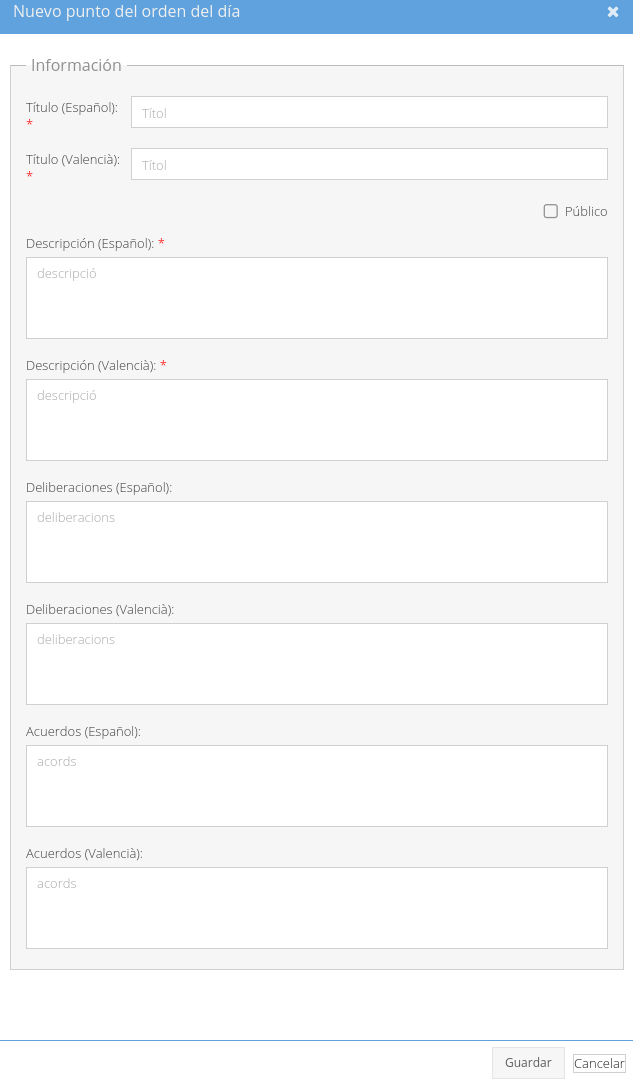 Nuevo punto del orden del día
Información
Título (Español):
*
Títol
Título (Valencià):
*
Títol
Público
Descripción (Español): *
descripció
Descripción (Valencià): *
descripció
Deliberaciones (Español):
deliberacions
Deliberaciones (Valencià):
deliberacions
Acuerdos (Español):
acords
Acuerdos (Valencià):
acords
Guardar
Cancelar